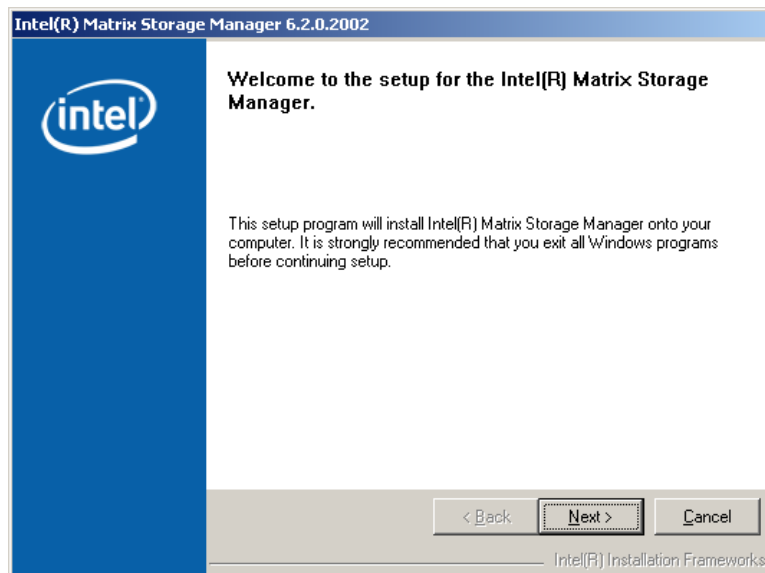 Intel(R) Matrix Storage Manager 6.2.0.2002
intel
Welcome to the setup for the Intel(R) Matrix Storage
Manager.
This setup program will install Intel(R) Matrix Storage Manager onto your
computer. It is strongly recommended that you exit all Windows programs
before continuing setup.
< Back Next > Cancel
Intel(R) Installation Frameworks